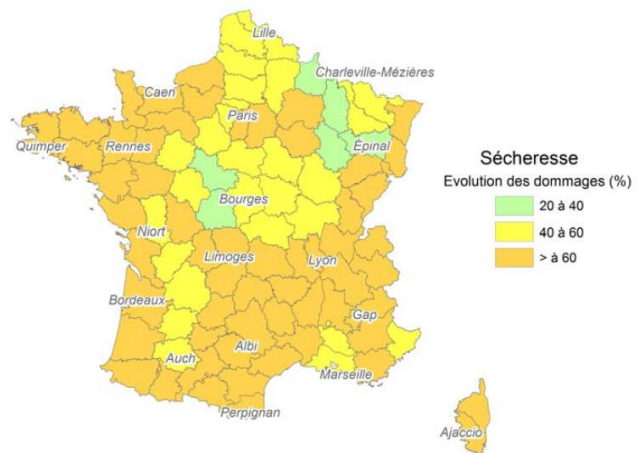 Lille
Charleville-Mézières
Caen
Paris
Quimper
Rennes
Épinal
Sécheresse
Evolution des dommages (%)
20 à 40
40 à 60
> à 60
Bourges
Niort
Limoges
Lyon
Bordeaux
Gap
Auch
Albi
Marseille
Perpignan
Ajaccio